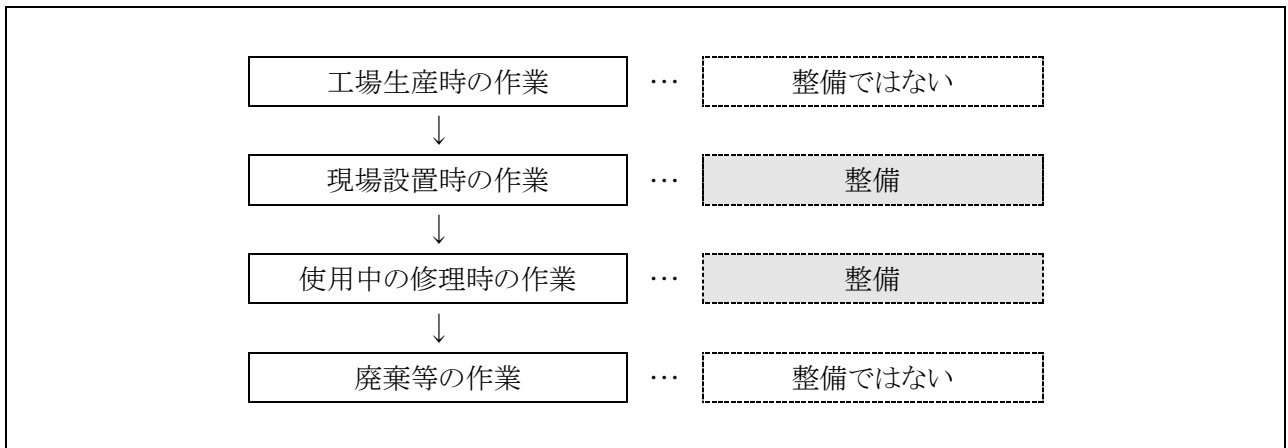 工場生産時の作業 … 整備ではない
↓
現場設置時の作業 … 整備
↓
使用中の修理時の作業 … 整備
↓
廃棄等の作業 … 整備ではない